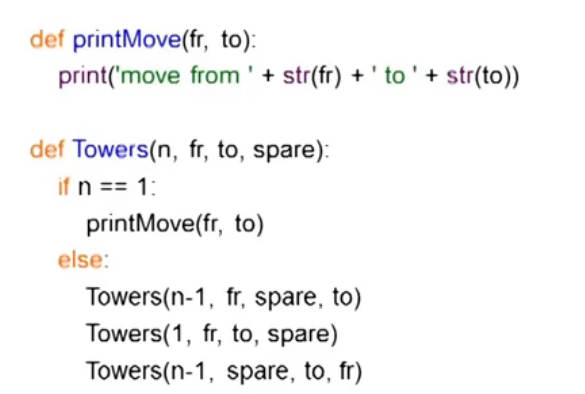 def printMove(fr, to):
    print('move from ' + str(fr) + ' to ' + str(to))

def Towers(n, fr, to, spare):
    if n == 1:
        printMove(fr, to)
    else:
        Towers(n-1, fr, spare, to)
        Towers(1, fr, to, spare)
        Towers(n-1, spare, to, fr)